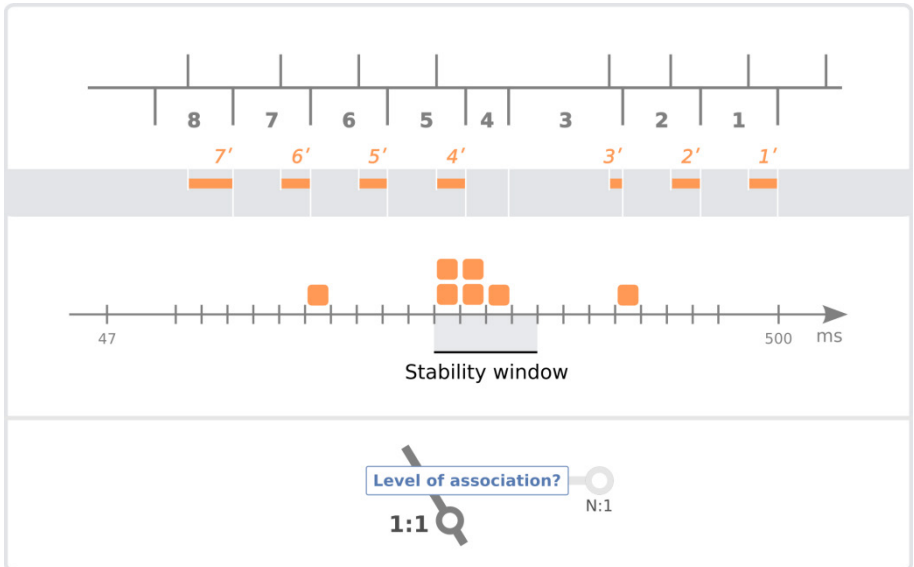 8 7 6 5 4 3 2 1
7’ 6’ 5’ 4’ 3’ 2’ 1’
47 500 ms
Stability window
Level of association?
N:1
1:1